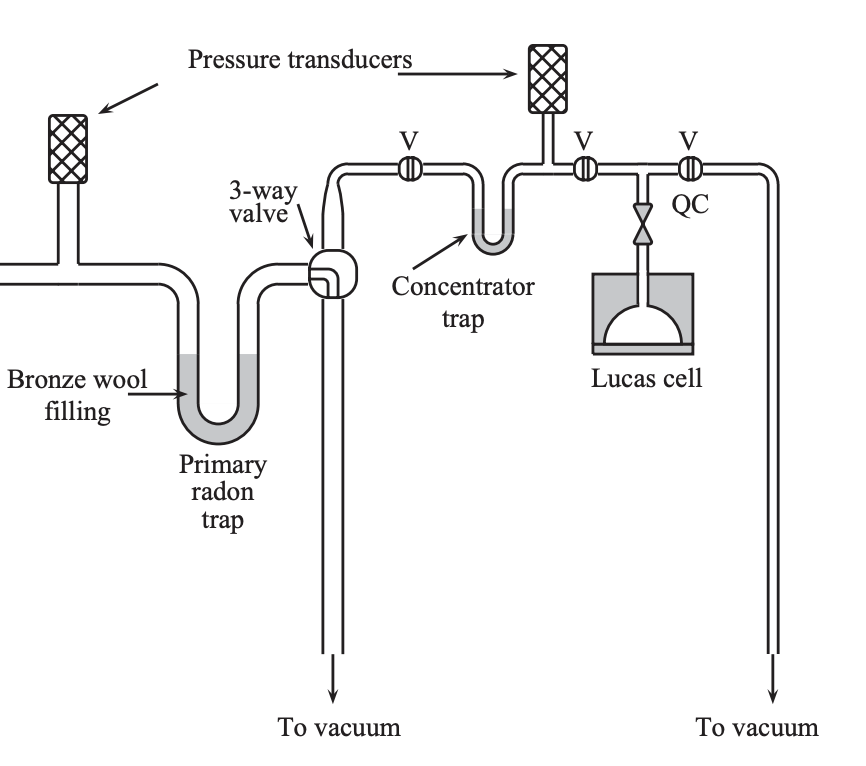 Pressure transducers
V
V
V
3-way
valve
QC
Concentrator
trap
Bronze wool
filling
Lucas cell
Primary
radon
trap
To vacuum
To vacuum